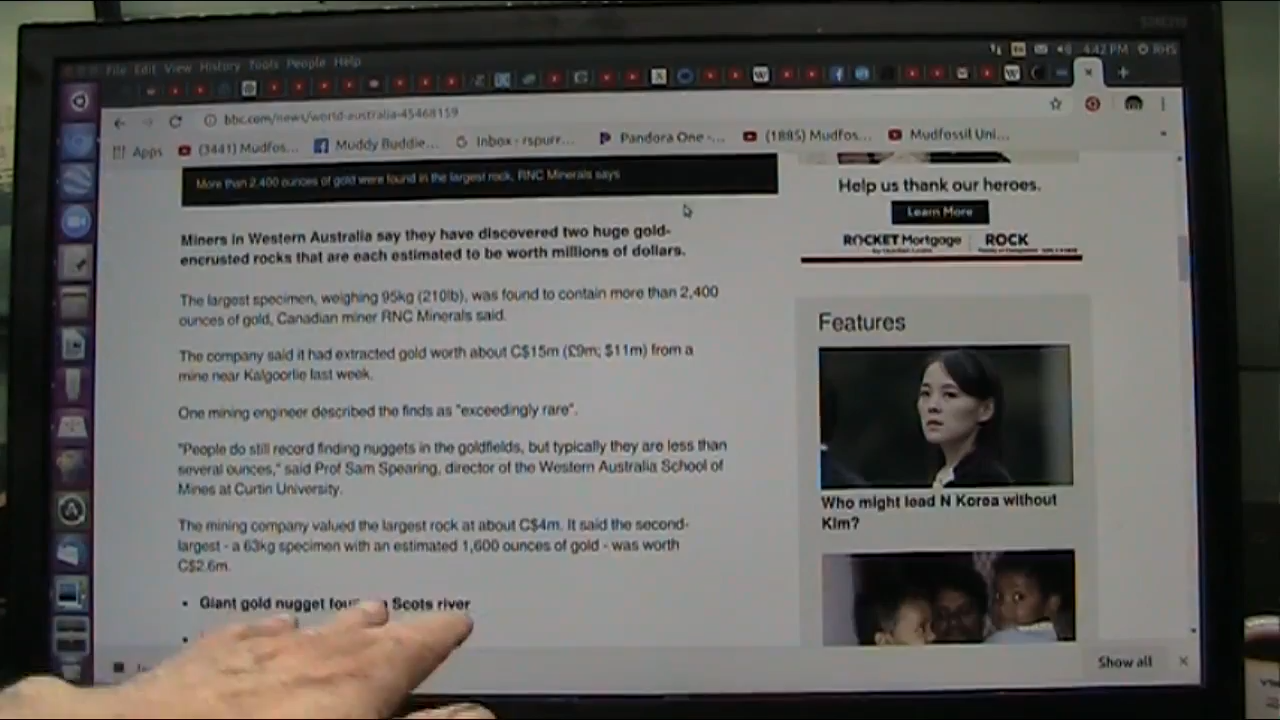 File Edit View History Tools People Help
4:42 PM RHS
bbc.com/news/world-australia-45468159
Apps (3441) Mudfos... Muddy Buddie... Inbox - rspurr... Pandora One -... (1885) Mudfos... Mudfossil Uni...
More than 2,400 ounces of gold were found in the largest rock, RNC Minerals says
Miners in Western Australia say they have discovered two huge gold-
encrusted rocks that are each estimated to be worth millions of dollars.
The largest specimen, weighing 95kg (210lb), was found to contain more than 2,400
ounces of gold, Canadian miner RNC Minerals said.
The company said it had extracted gold worth about C$15m (£9m; $11m) from a
mine near Kalgoorlie last week.
One mining engineer described the finds as "exceedingly rare".
"People do still record finding nuggets in the goldfields, but typically they are less than
several ounces," said Prof Sam Spearing, director of the Western Australia School of
Mines at Curtin University.
The mining company valued the largest rock at about C$4m. It said the second-
largest - a 63kg specimen with an estimated 1,600 ounces of gold - was worth
C$2.6m.
Giant gold nugget Scots river
Help us thank our heroes.
Learn More
ROCKET Mortgage ROCK
Features
Who might lead N Korea without
Kim?
Show all